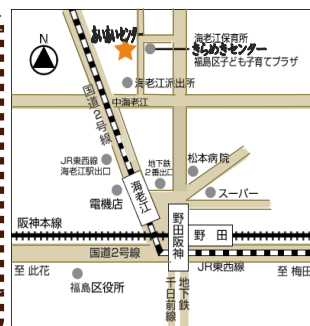 N
あいあいセンター
海老江保育所
きらめきセンター
福島区子ども子育てプラザ
海老江派出所
国道2号線
中海老江
JR東西線
海老江駅出口
地下鉄
2番出口
松本病院
海老江
電機店
スーパー
阪神本線
野田阪神
野田
国道2号線
JR東西線
至 此花
至 梅田
福島区役所
地下鉄
千日前線